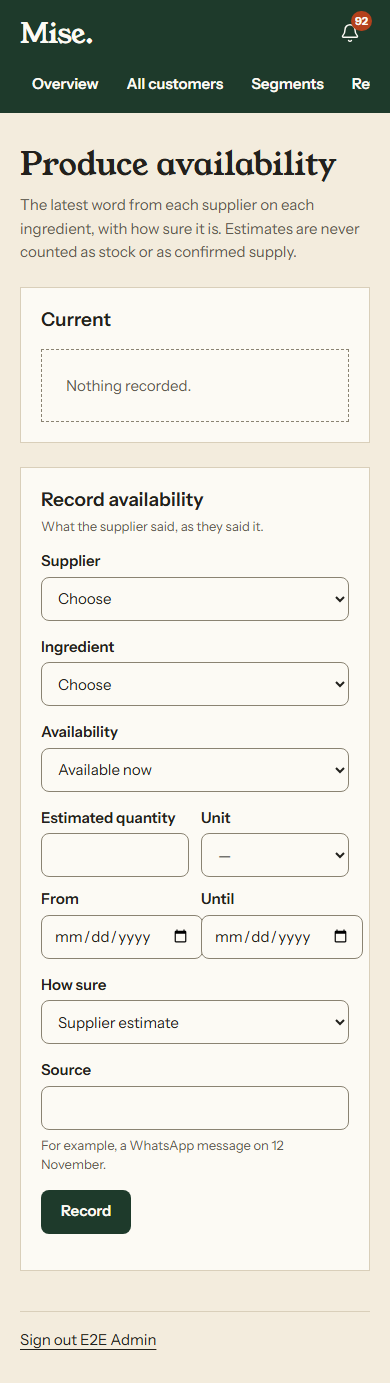 Mise.
92
Overview All customers Segments Re
Produce availability
The latest word from each supplier on each
ingredient, with how sure it is. Estimates are never
counted as stock or as confirmed supply.
Current
Nothing recorded.
Record availability
What the supplier said, as they said it.
Supplier
Choose
Ingredient
Choose
Availability
Available now
Estimated quantity Unit
—
From Until
mm/dd/yyyy mm/dd/yyyy
How sure
Supplier estimate
Source
For example, a WhatsApp message on 12
November.
Record
Sign out E2E Admin